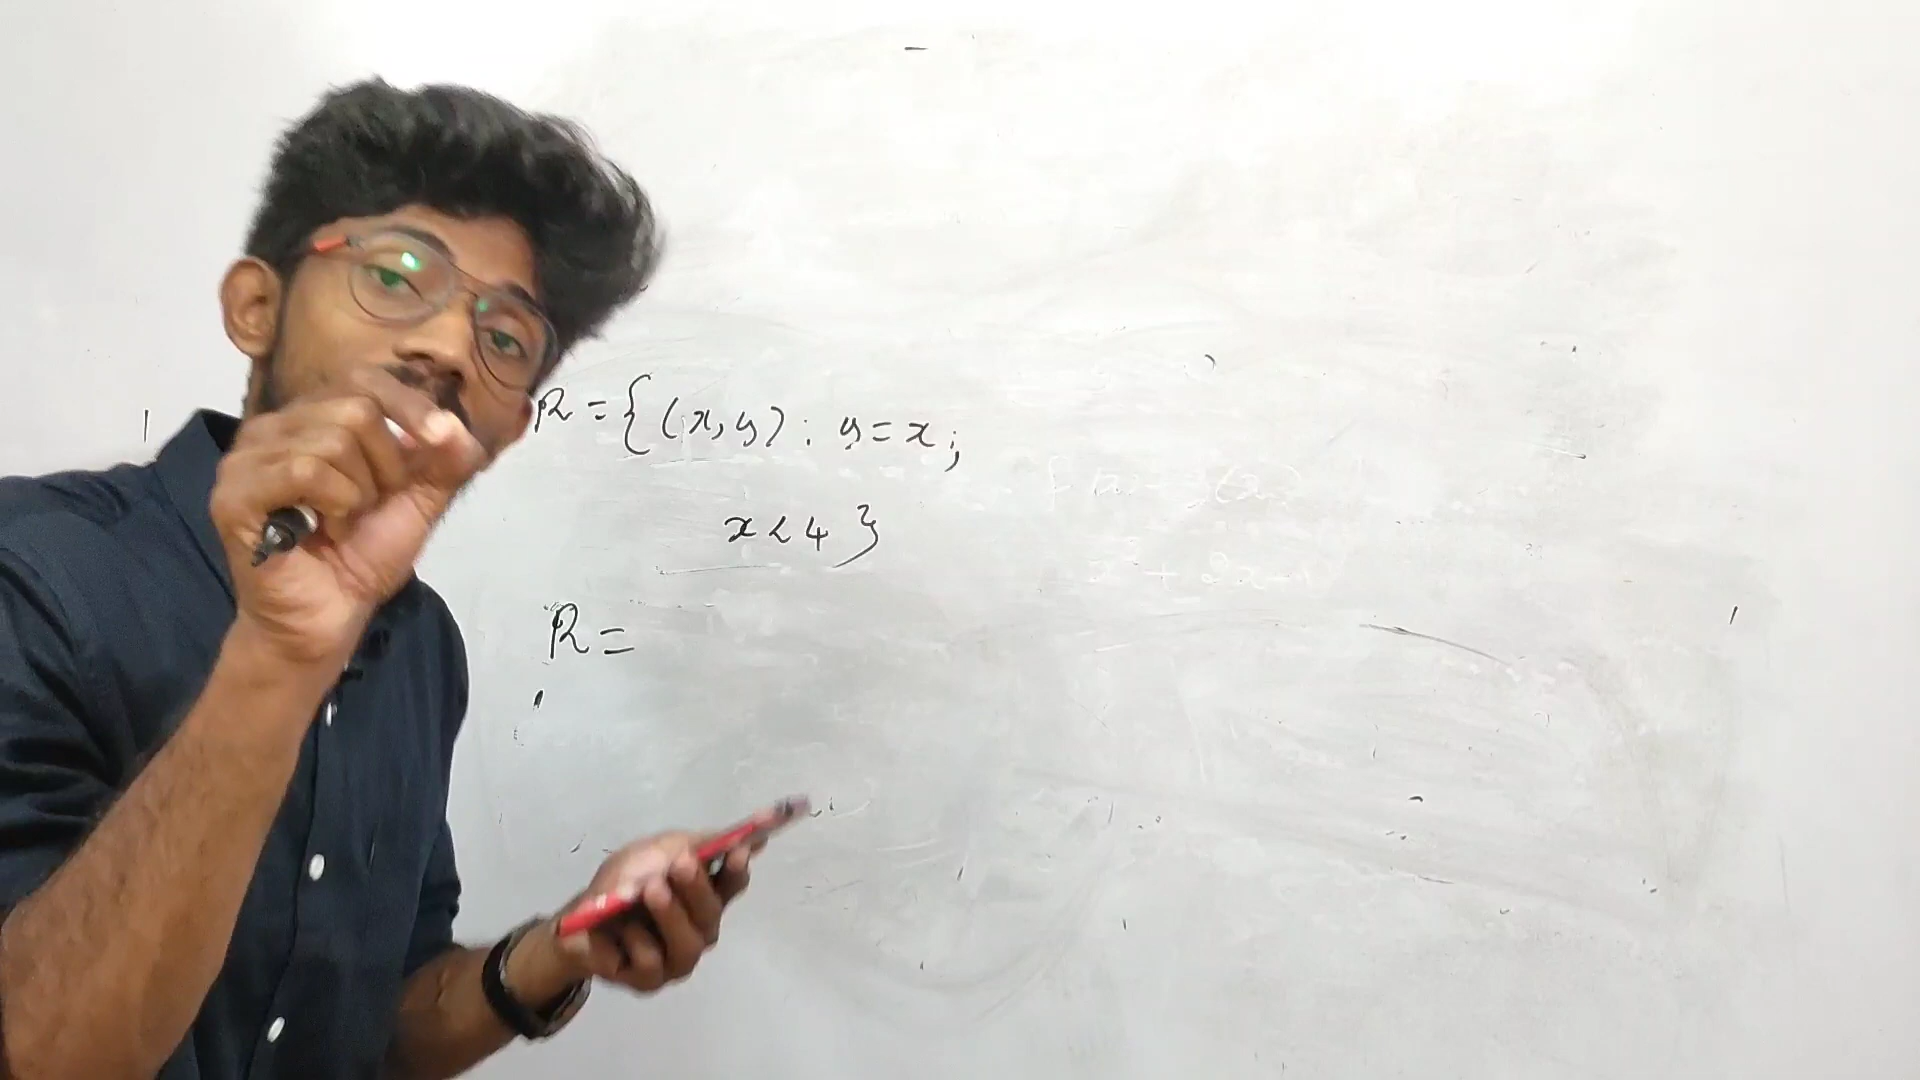 R = {(x, y) : y = x ;
x < 4 }
R =